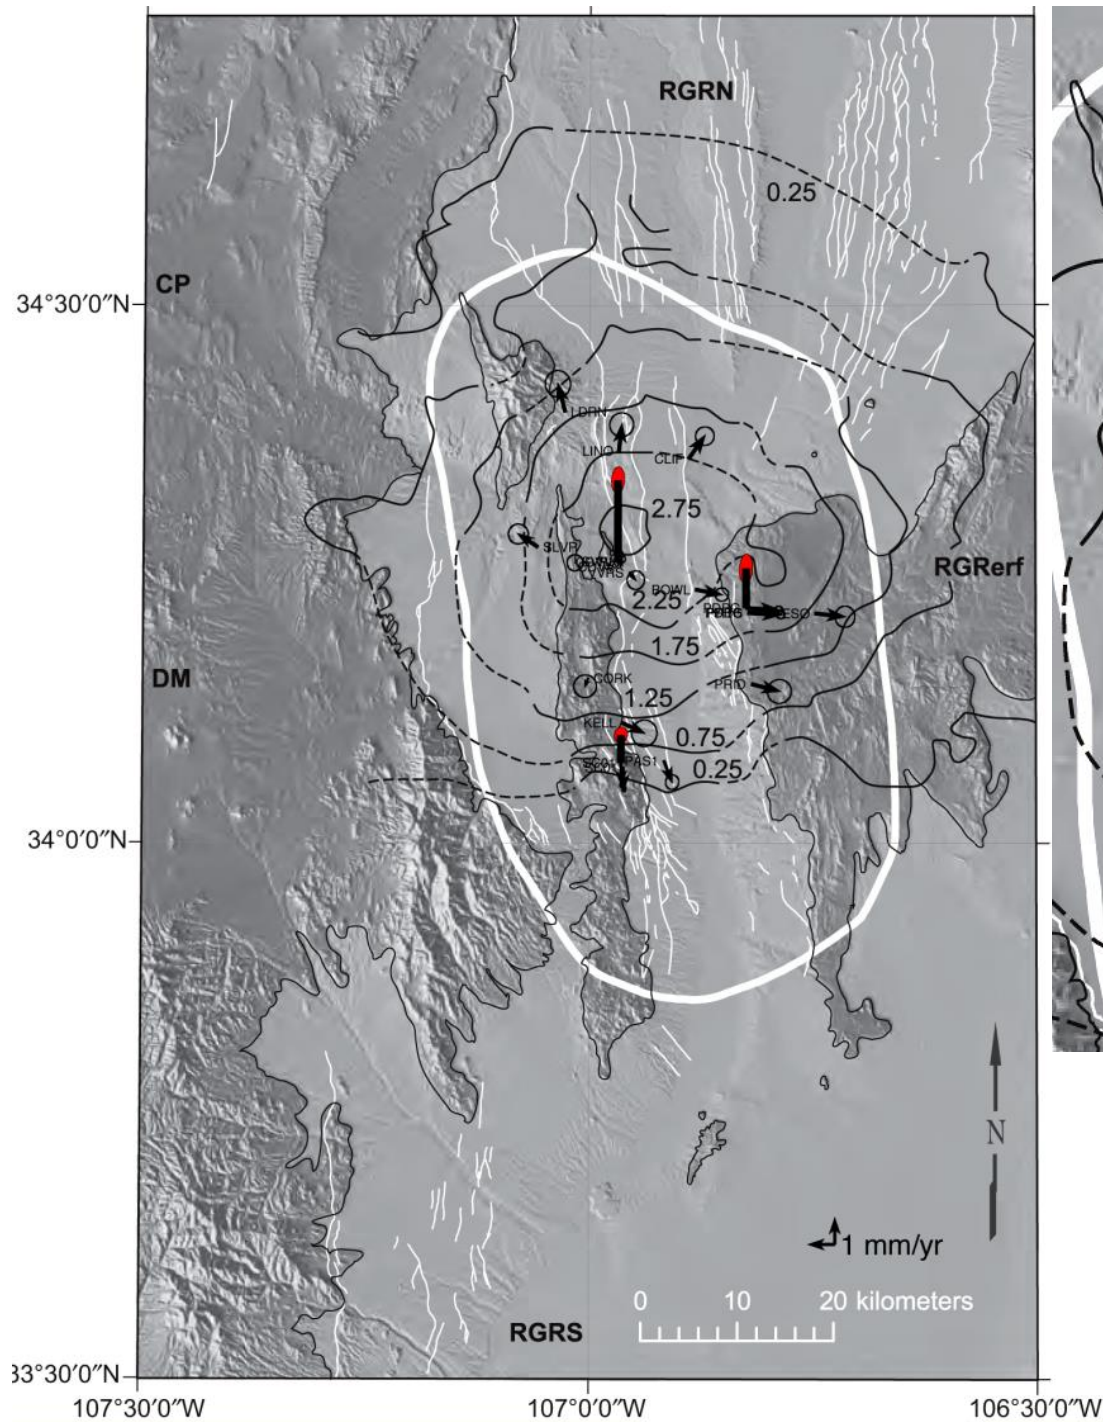 RGRN
0.25
CP
34°30′0″N
LDRN
LINO
CLIF
2.75
SLVR
RGRerf
BOWL
2.25
1.75
DM
CORK
PRID
1.25
KELL
0.75
PAS1
0.25
34°0′0″N
N
1 mm/yr
0 10 20 kilometers
RGRS
33°30′0″N
107°30′0″W 107°0′0″W 106°30′0″W